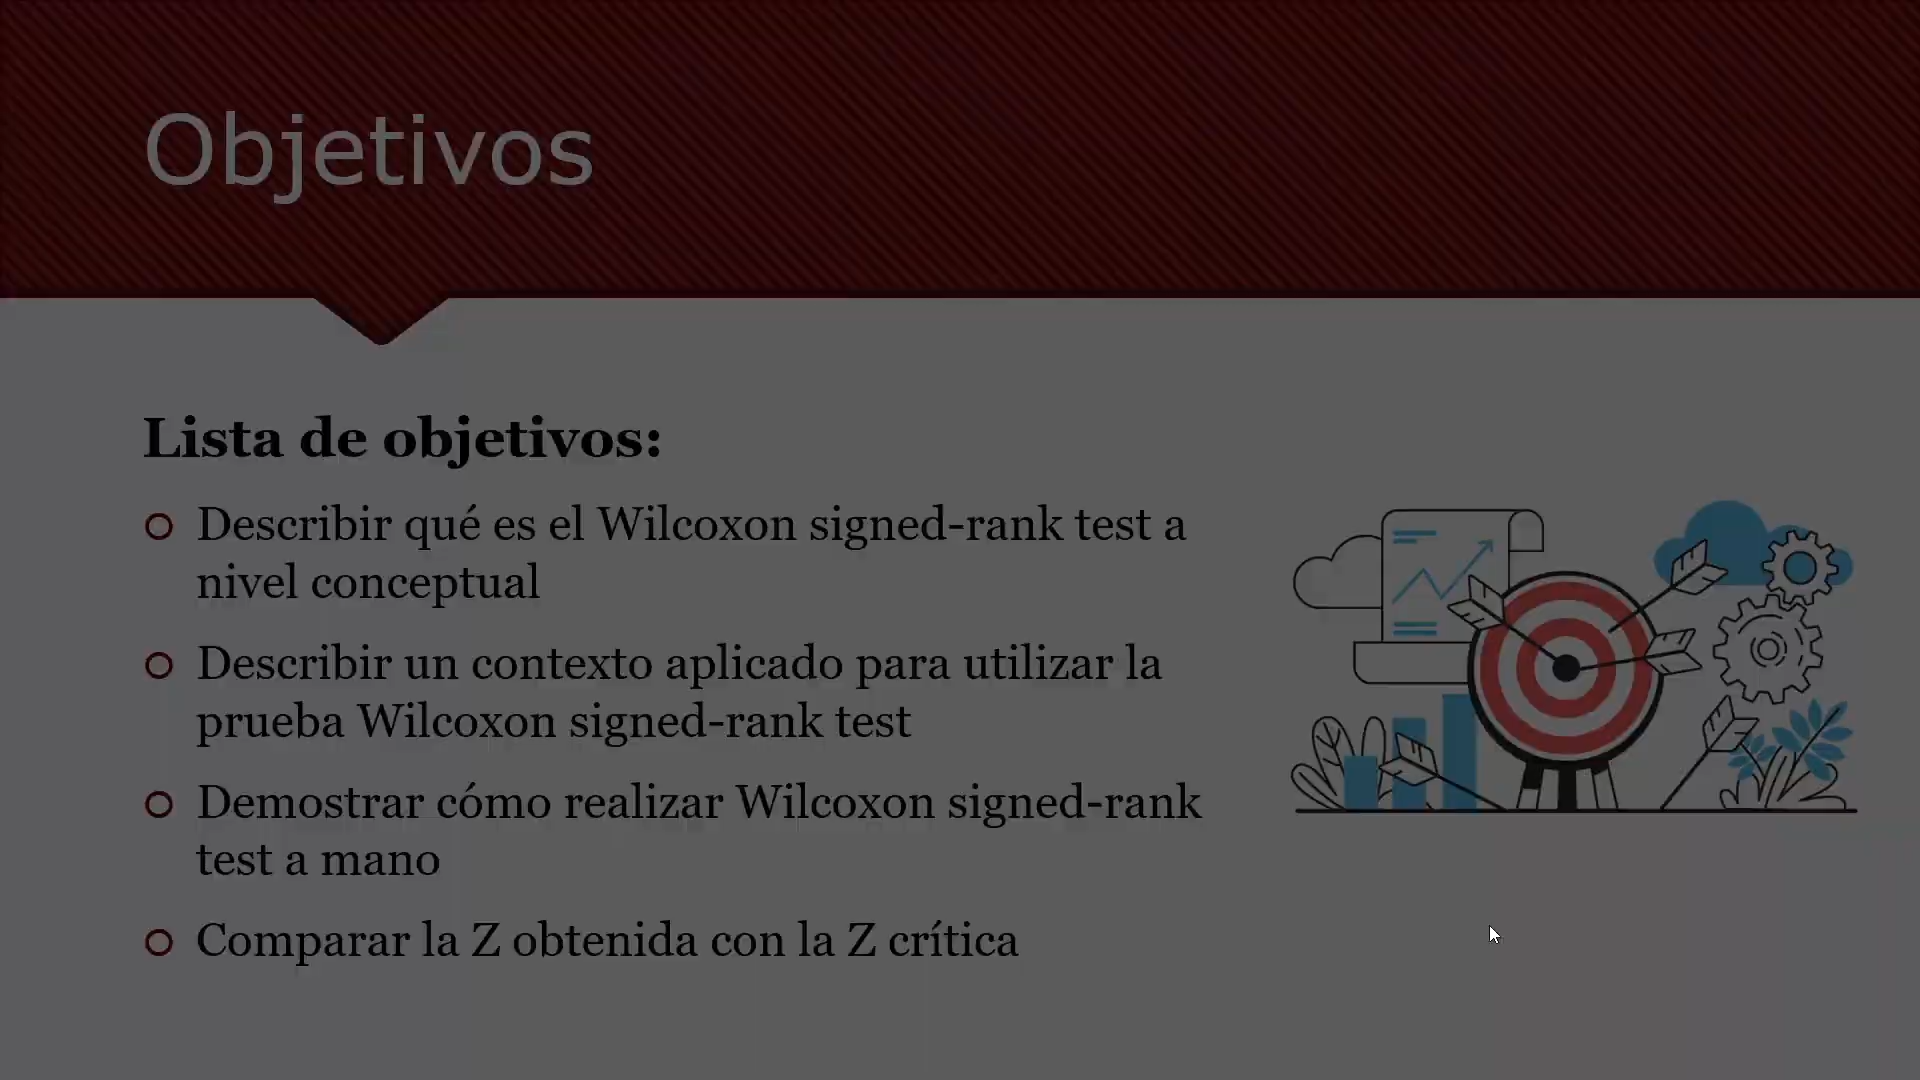 Objetivos
Lista de objetivos:
Describir qué es el Wilcoxon signed-rank test a
nivel conceptual
Describir un contexto aplicado para utilizar la
prueba Wilcoxon signed-rank test
Demostrar cómo realizar Wilcoxon signed-rank
test a mano
Comparar la Z obtenida con la Z crítica